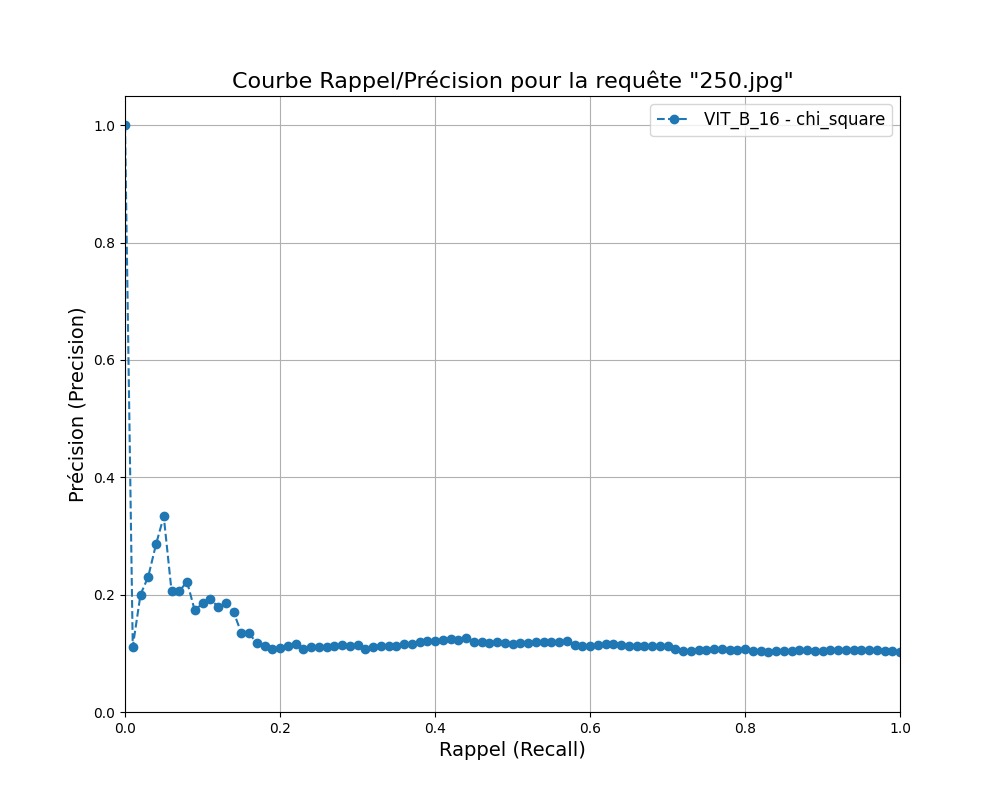 Courbe Rappel/Précision pour la requête "250.jpg"
VIT_B_16 - chi_square
1.0
0.8
0.6
0.4
0.2
0.0
Précision (Precision)
0.0 0.2 0.4 0.6 0.8 1.0
Rappel (Recall)